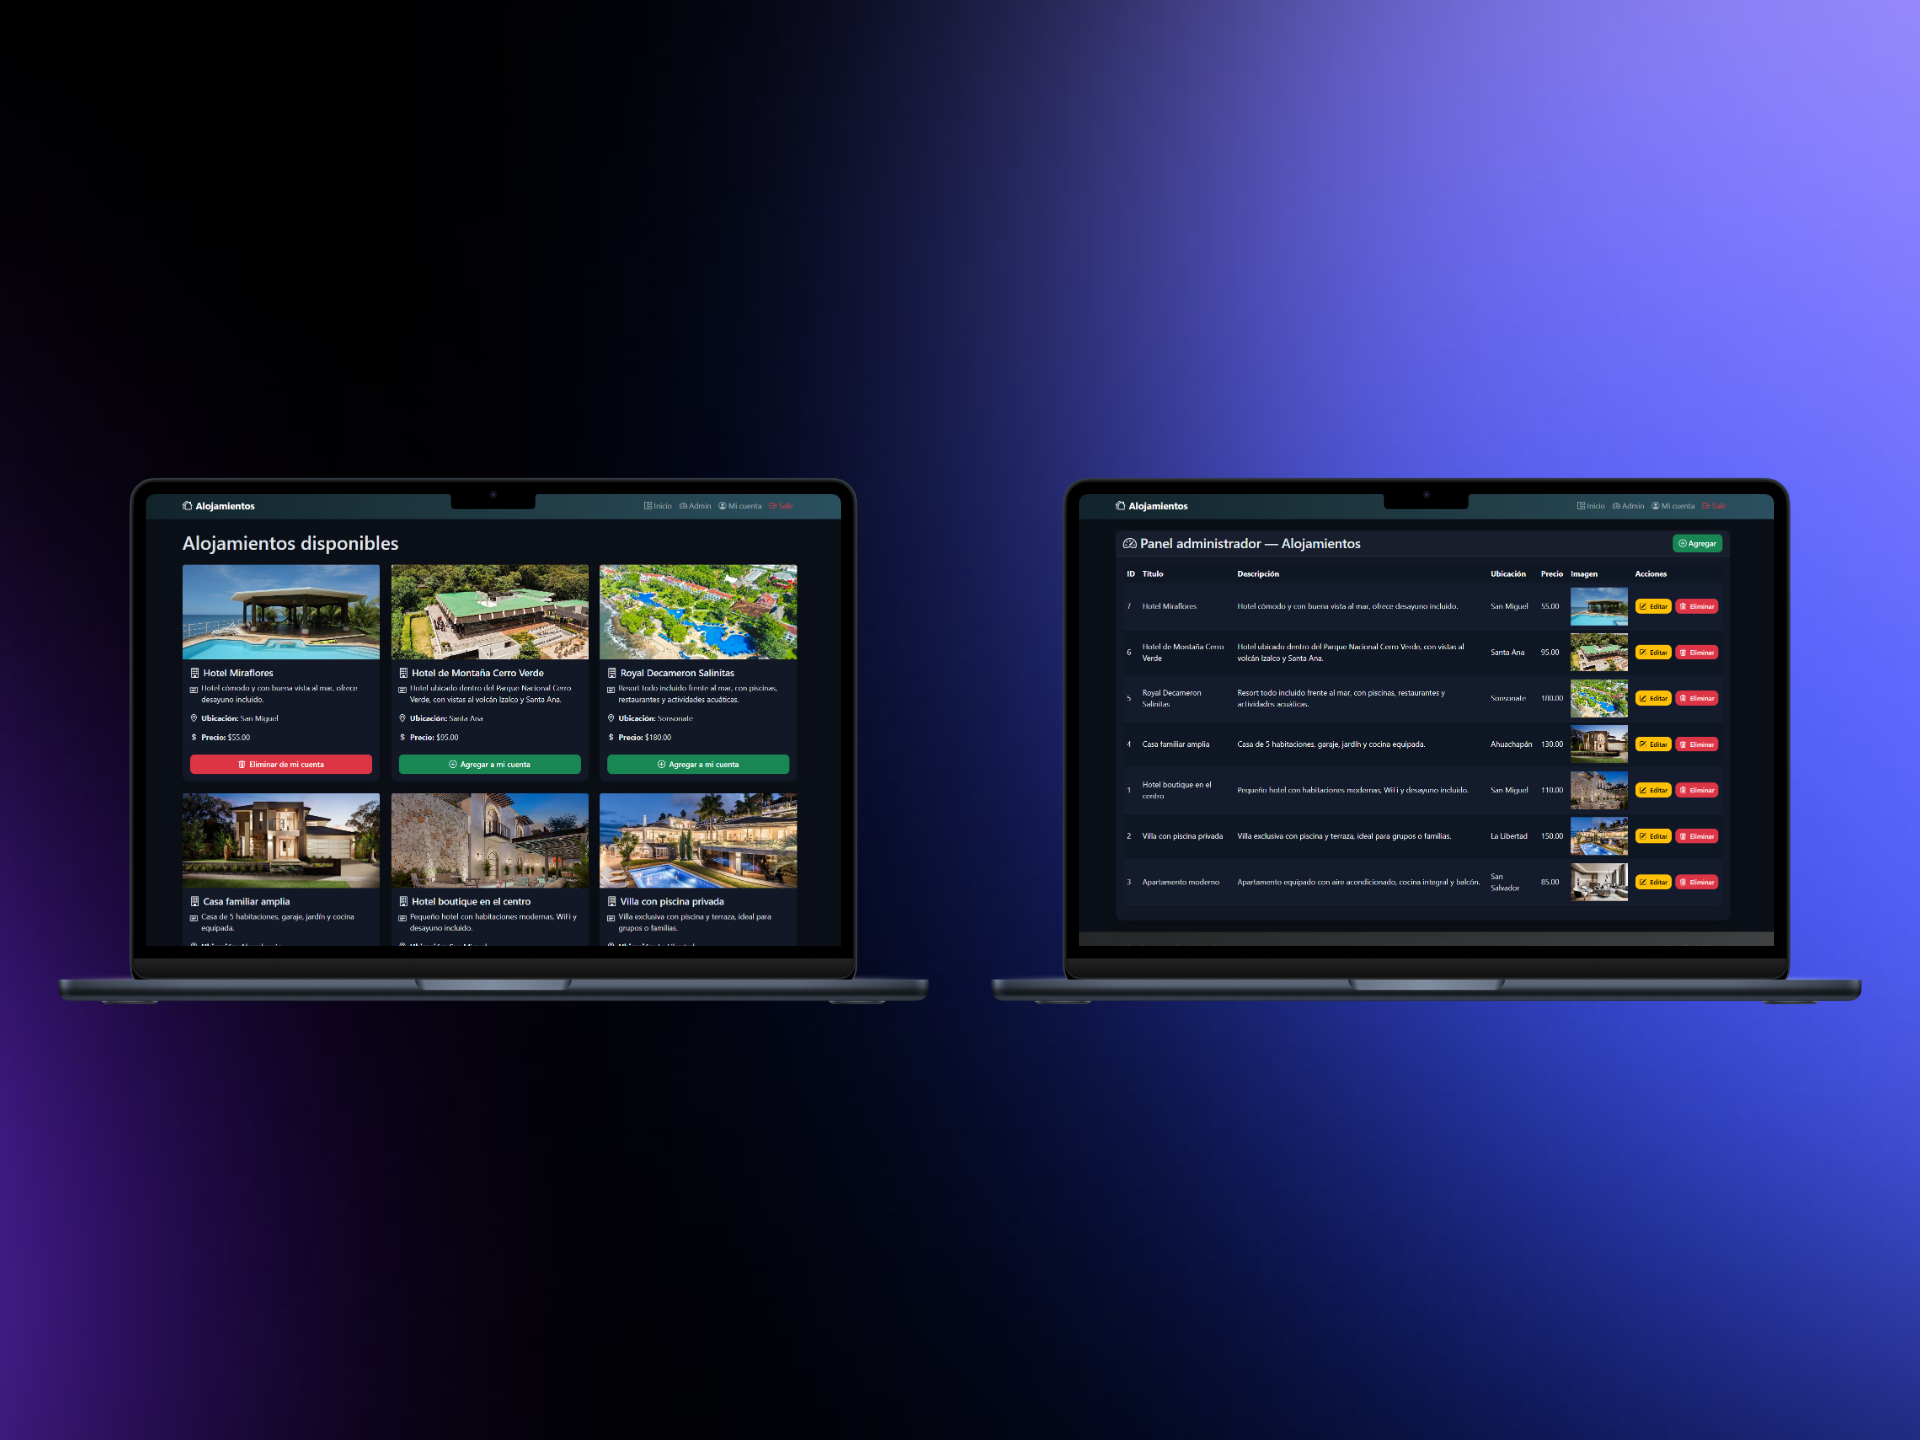 Alojamientos
Inicio Admin Mi cuenta Salir
Alojamientos disponibles
Hotel Miraflores
Hotel cómodo y con buena vista al mar, ofrece
desayuno incluido.
Ubicación: San Miguel
$ Precio: $55.00
Eliminar de mi cuenta
Hotel de Montaña Cerro Verde
Hotel ubicado dentro del Parque Nacional Cerro
Verde, con vistas al volcán Izalco y Santa Ana.
Ubicación: Santa Ana
$ Precio: $95.00
Agregar a mi cuenta
Royal Decameron Salinitas
Resort todo incluido frente al mar, con piscinas,
restaurantes y actividades acuáticas.
Ubicación: Sonsonate
$ Precio: $180.00
Agregar a mi cuenta
Casa familiar amplia
Casa de 5 habitaciones, garaje, jardín y cocina
equipada.
Hotel boutique en el centro
Pequeño hotel con habitaciones modernas, WiFi y
desayuno incluido.
Villa con piscina privada
Villa exclusiva con piscina y terraza, ideal para
grupos o familias.
Alojamientos
Inicio Admin Mi cuenta Salir
Panel administrador — Alojamientos
Agregar
ID Título Descripción Ubicación Precio Imagen Acciones
7 Hotel Miraflores Hotel cómodo y con buena vista al mar, ofrece desayuno incluido. San Miguel 55.00 Editar Eliminar
6 Hotel de Montaña Cerro
Verde
Hotel ubicado dentro del Parque Nacional Cerro Verde, con vistas al
volcán Izalco y Santa Ana.
Santa Ana 95.00 Editar Eliminar
5 Royal Decameron
Salinitas
Resort todo incluido frente al mar, con piscinas, restaurantes y
actividades acuáticas.
Sonsonate 180.00 Editar Eliminar
4 Casa familiar amplia Casa de 5 habitaciones, garaje, jardín y cocina equipada. Ahuachapán 130.00 Editar Eliminar
1 Hotel boutique en el
centro
Pequeño hotel con habitaciones modernas, WiFi y desayuno incluido. San Miguel 110.00 Editar Eliminar
2 Villa con piscina privada Villa exclusiva con piscina y terraza, ideal para grupos o familias. La Libertad 150.00 Editar Eliminar
3 Apartamento moderno Apartamento equipado con aire acondicionado, cocina integral y balcón. San
Salvador
85.00 Editar Eliminar